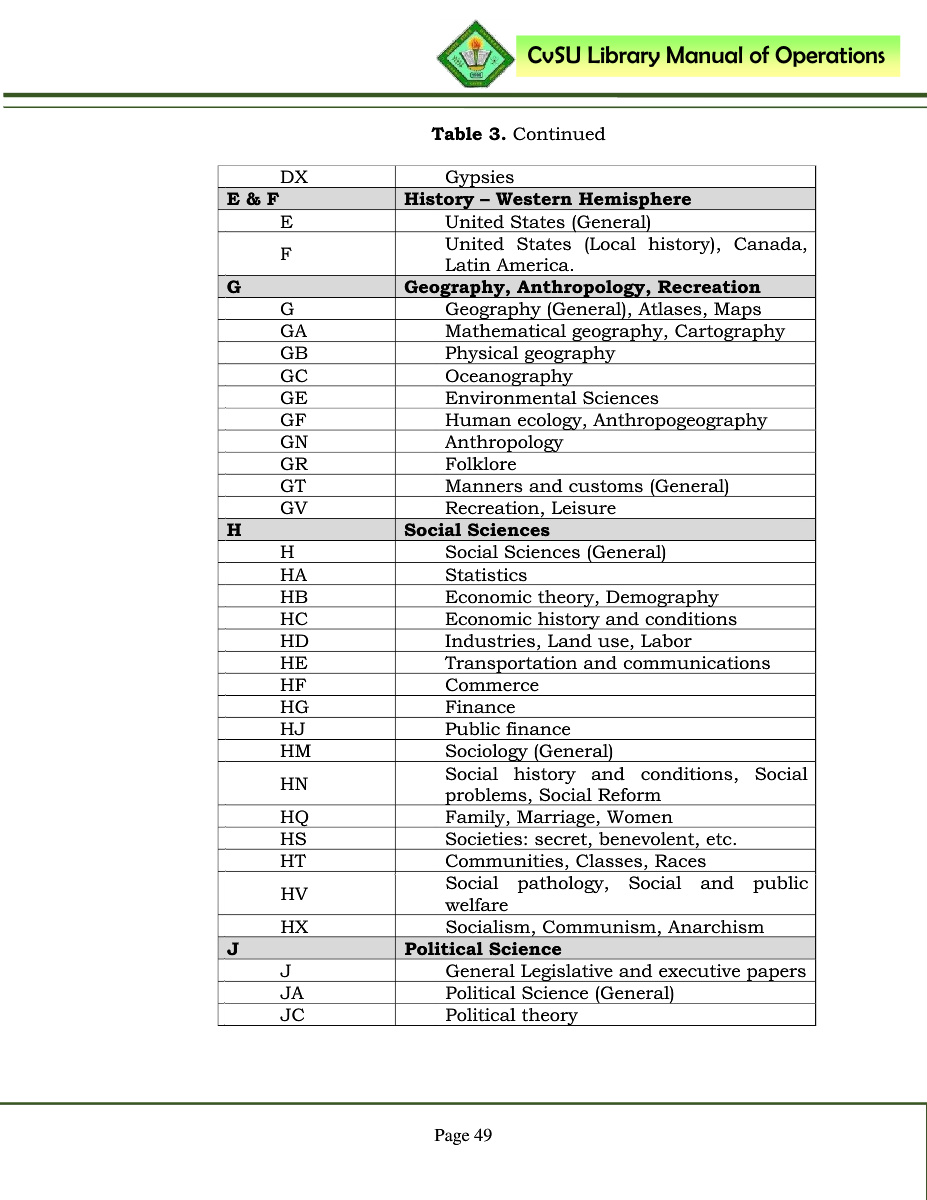 CvSU Library Manual of Operations
Table 3. Continued
DX Gypsies
E & F History – Western Hemisphere
E United States (General)
F United States (Local history), Canada,
Latin America.
G Geography, Anthropology, Recreation
G Geography (General), Atlases, Maps
GA Mathematical geography, Cartography
GB Physical geography
GC Oceanography
GE Environmental Sciences
GF Human ecology, Anthropogeography
GN Anthropology
GR Folklore
GT Manners and customs (General)
GV Recreation, Leisure
H Social Sciences
H Social Sciences (General)
HA Statistics
HB Economic theory, Demography
HC Economic history and conditions
HD Industries, Land use, Labor
HE Transportation and communications
HF Commerce
HG Finance
HJ Public finance
HM Sociology (General)
HN Social history and conditions, Social
problems, Social Reform
HQ Family, Marriage, Women
HS Societies: secret, benevolent, etc.
HT Communities, Classes, Races
HV Social pathology, Social and public
welfare
HX Socialism, Communism, Anarchism
J Political Science
J General Legislative and executive papers
JA Political Science (General)
JC Political theory
Page 49